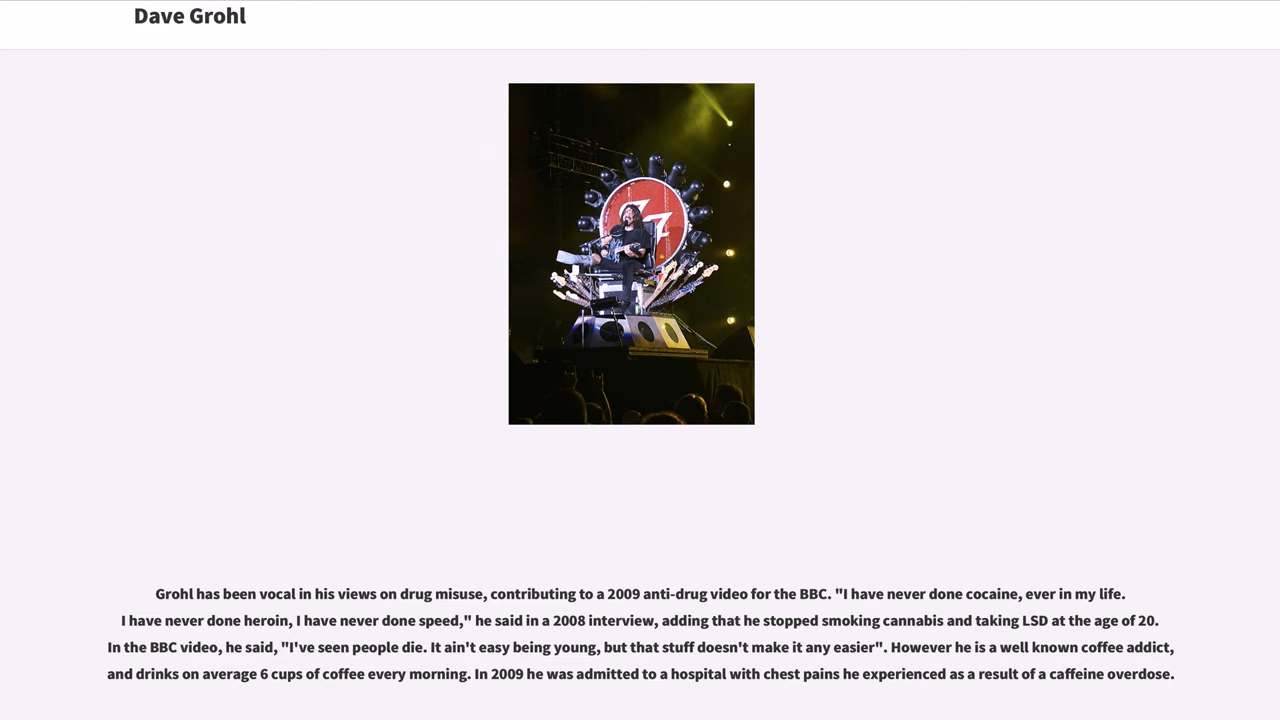 Dave Grohl
Grohl has been vocal in his views on drug misuse, contributing to a 2009 anti-drug video for the BBC. "I have never done cocaine, ever in my life.
I have never done heroin, I have never done speed," he said in a 2008 interview, adding that he stopped smoking cannabis and taking LSD at the age of 20.
In the BBC video, he said, "I've seen people die. It ain't easy being young, but that stuff doesn't make it any easier". However he is a well known coffee addict,
and drinks on average 6 cups of coffee every morning. In 2009 he was admitted to a hospital with chest pains he experienced as a result of a caffeine overdose.